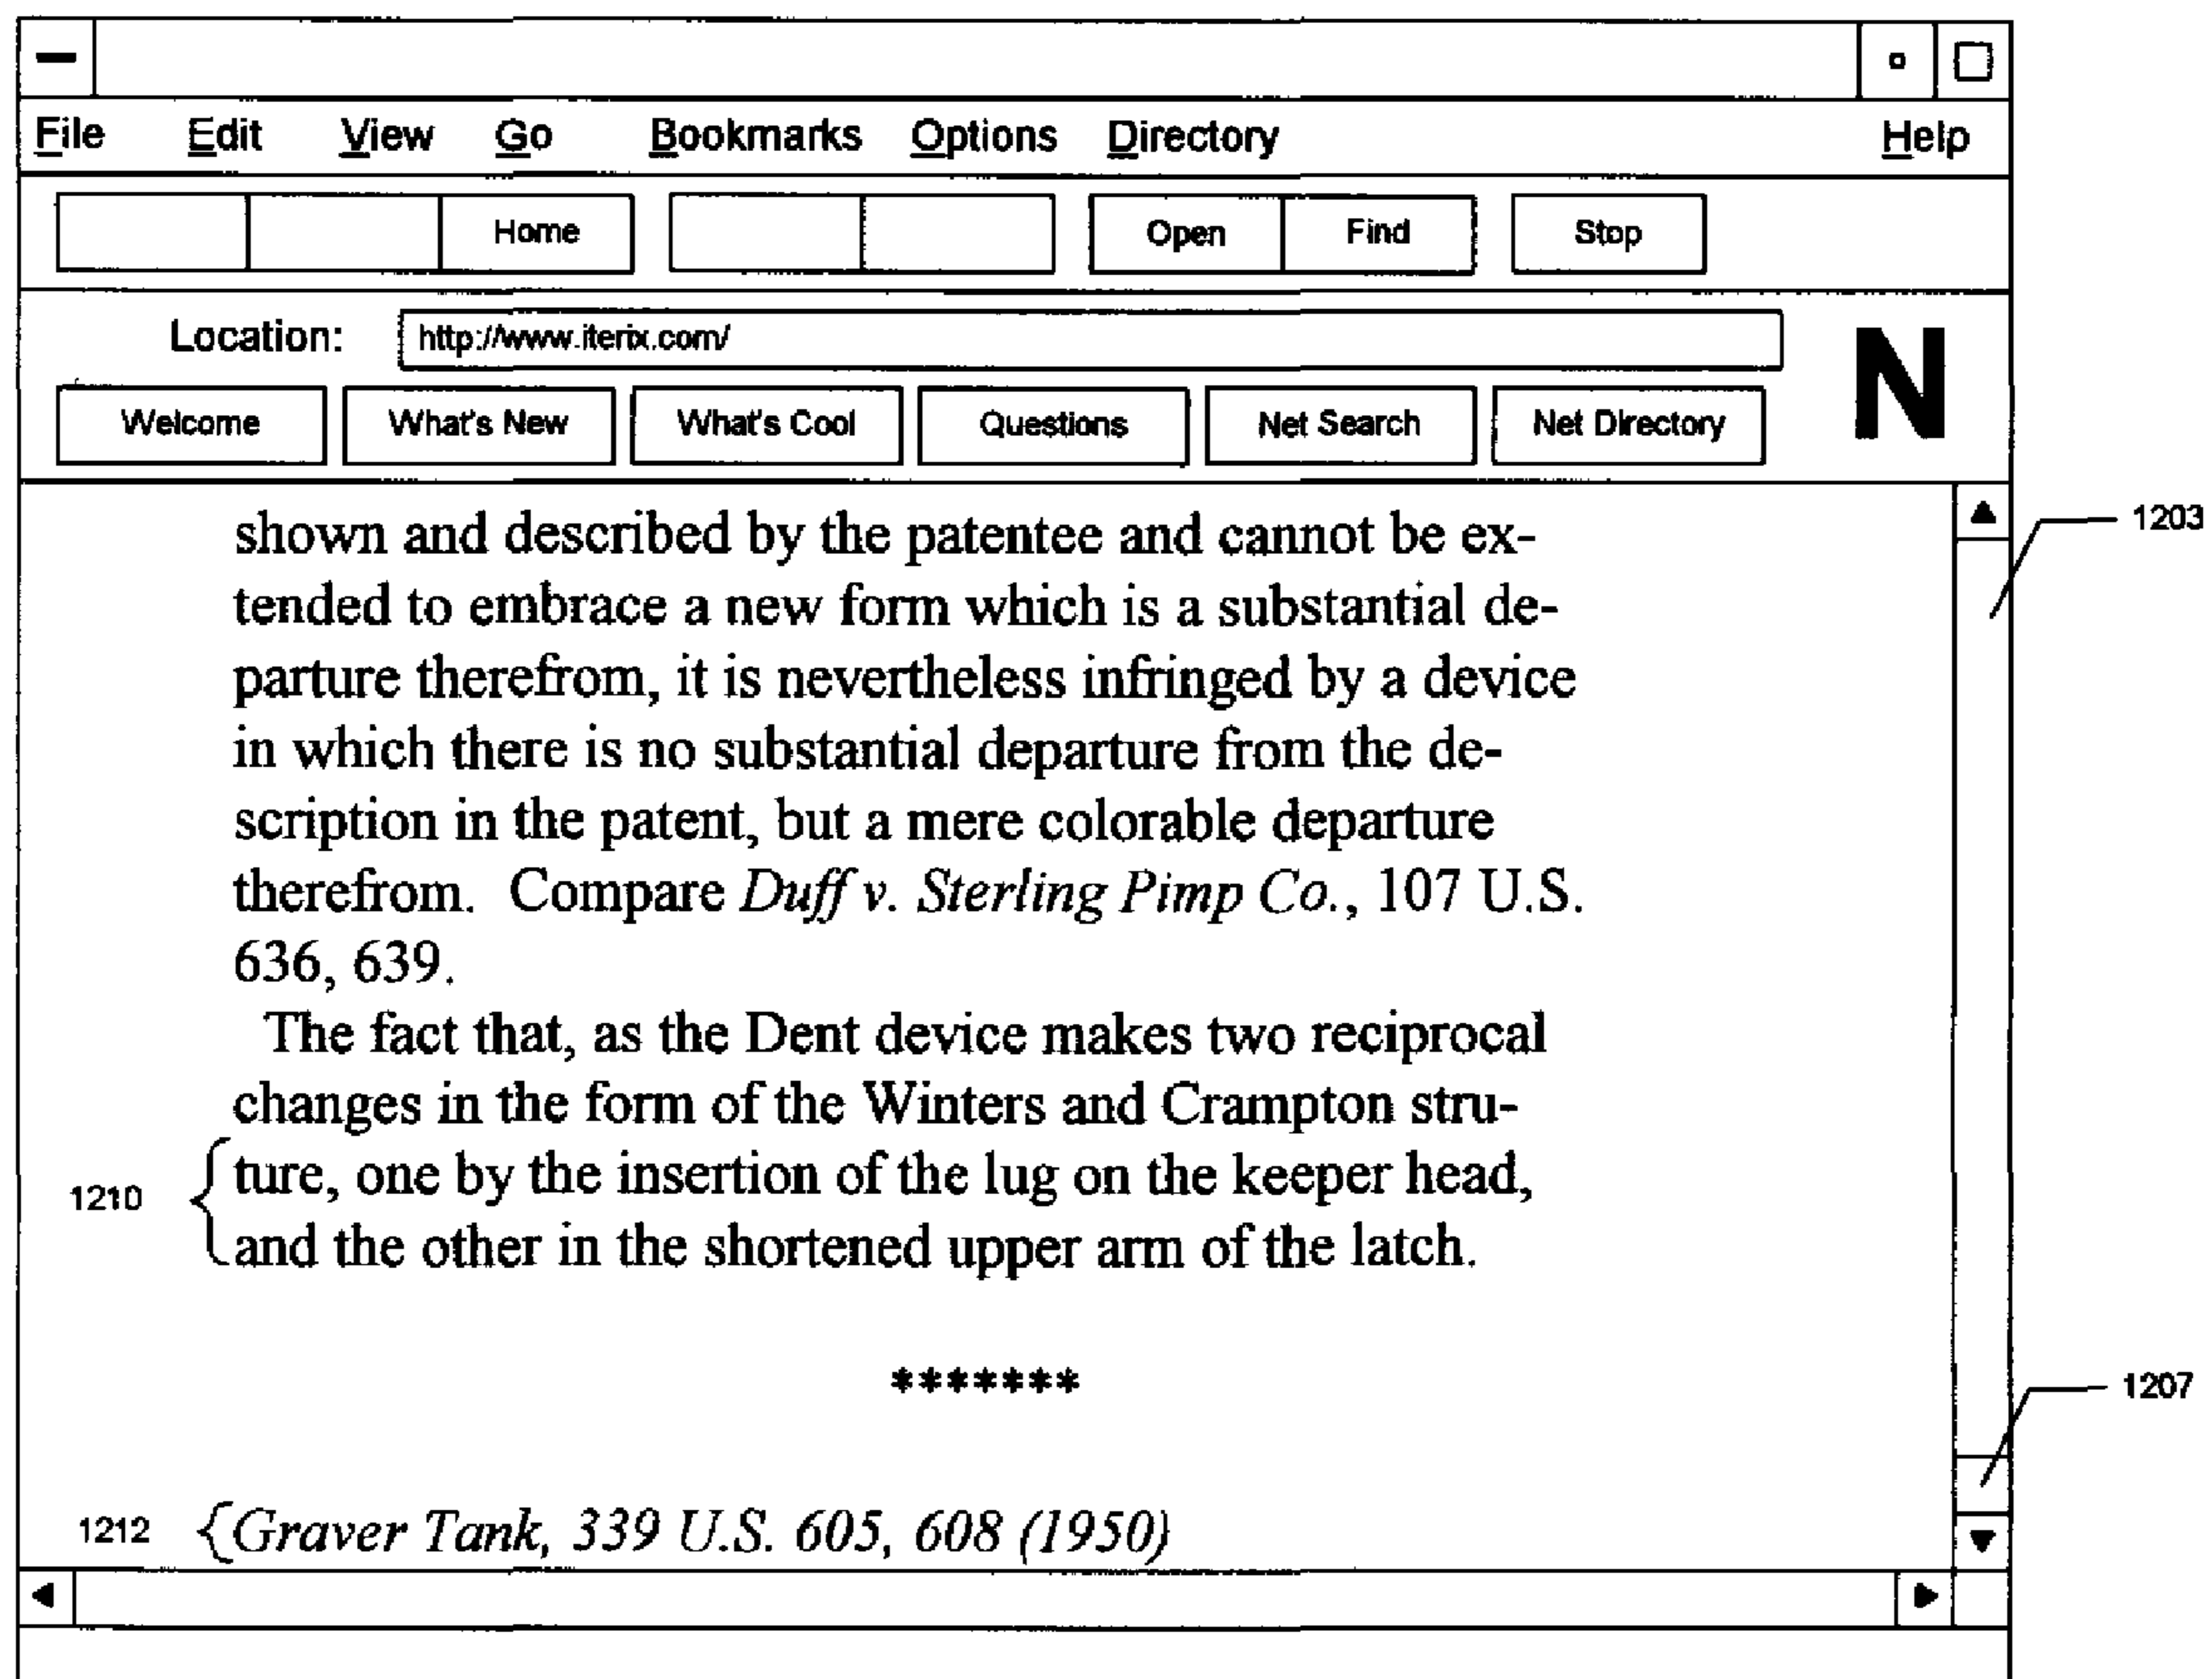 File Edit View Go Bookmarks Options Directory Help
Home Open Find Stop
Location: http://www.iterix.com/
N
Welcome What's New What's Cool Questions Net Search Net Directory
shown and described by the patentee and cannot be ex-
1203
tended to embrace a new form which is a substantial de-
parture therefrom, it is nevertheless infringed by a device
in which there is no substantial departure from the de-
scription in the patent, but a mere colorable departure
therefrom. Compare Duff v. Sterling Pimp Co., 107 U.S.
636, 639.
The fact that, as the Dent device makes two reciprocal
changes in the form of the Winters and Crampton stru-
ture, one by the insertion of the lug on the keeper head,
1210
and the other in the shortened upper arm of the latch.
*******
1207
1212 {Graver Tank, 339 U.S. 605, 608 (1950)